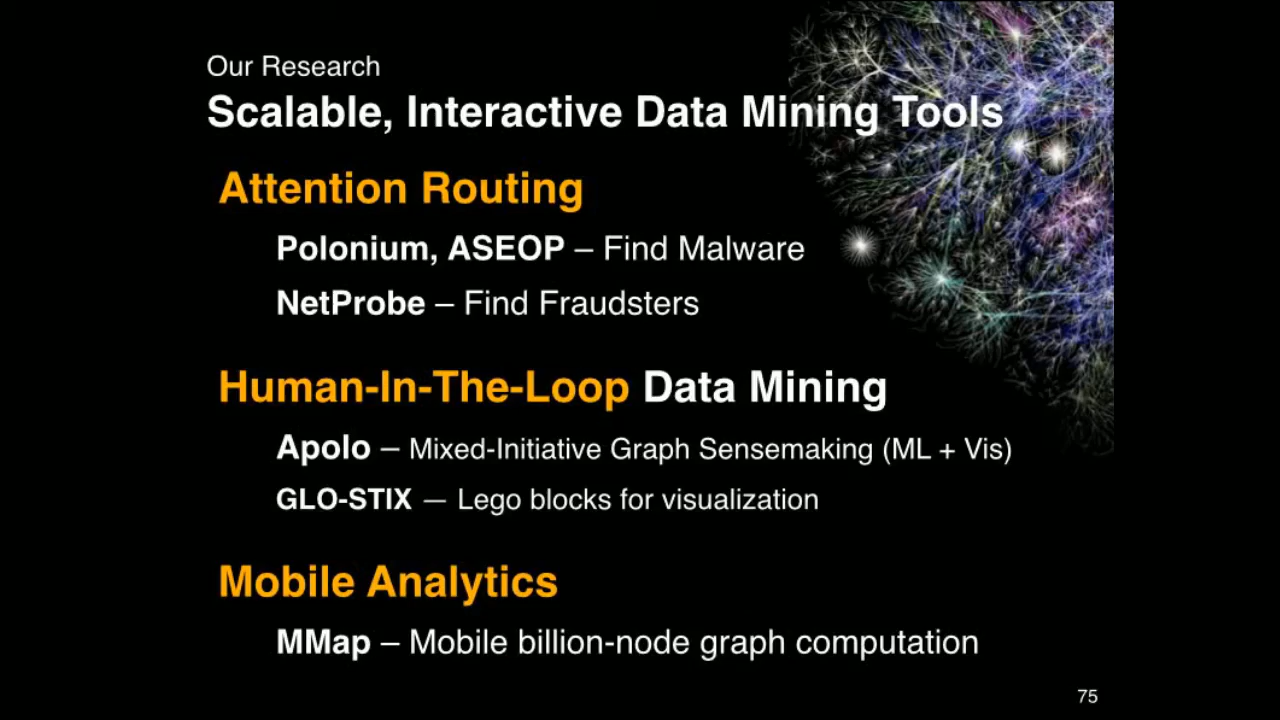 Our Research
Scalable, Interactive Data Mining Tools
Attention Routing
Polonium, ASEOP – Find Malware
NetProbe – Find Fraudsters
Human-In-The-Loop Data Mining
Apolo – Mixed-Initiative Graph Sensemaking (ML + Vis)
GLO-STIX — Lego blocks for visualization
Mobile Analytics
MMap – Mobile billion-node graph computation
75